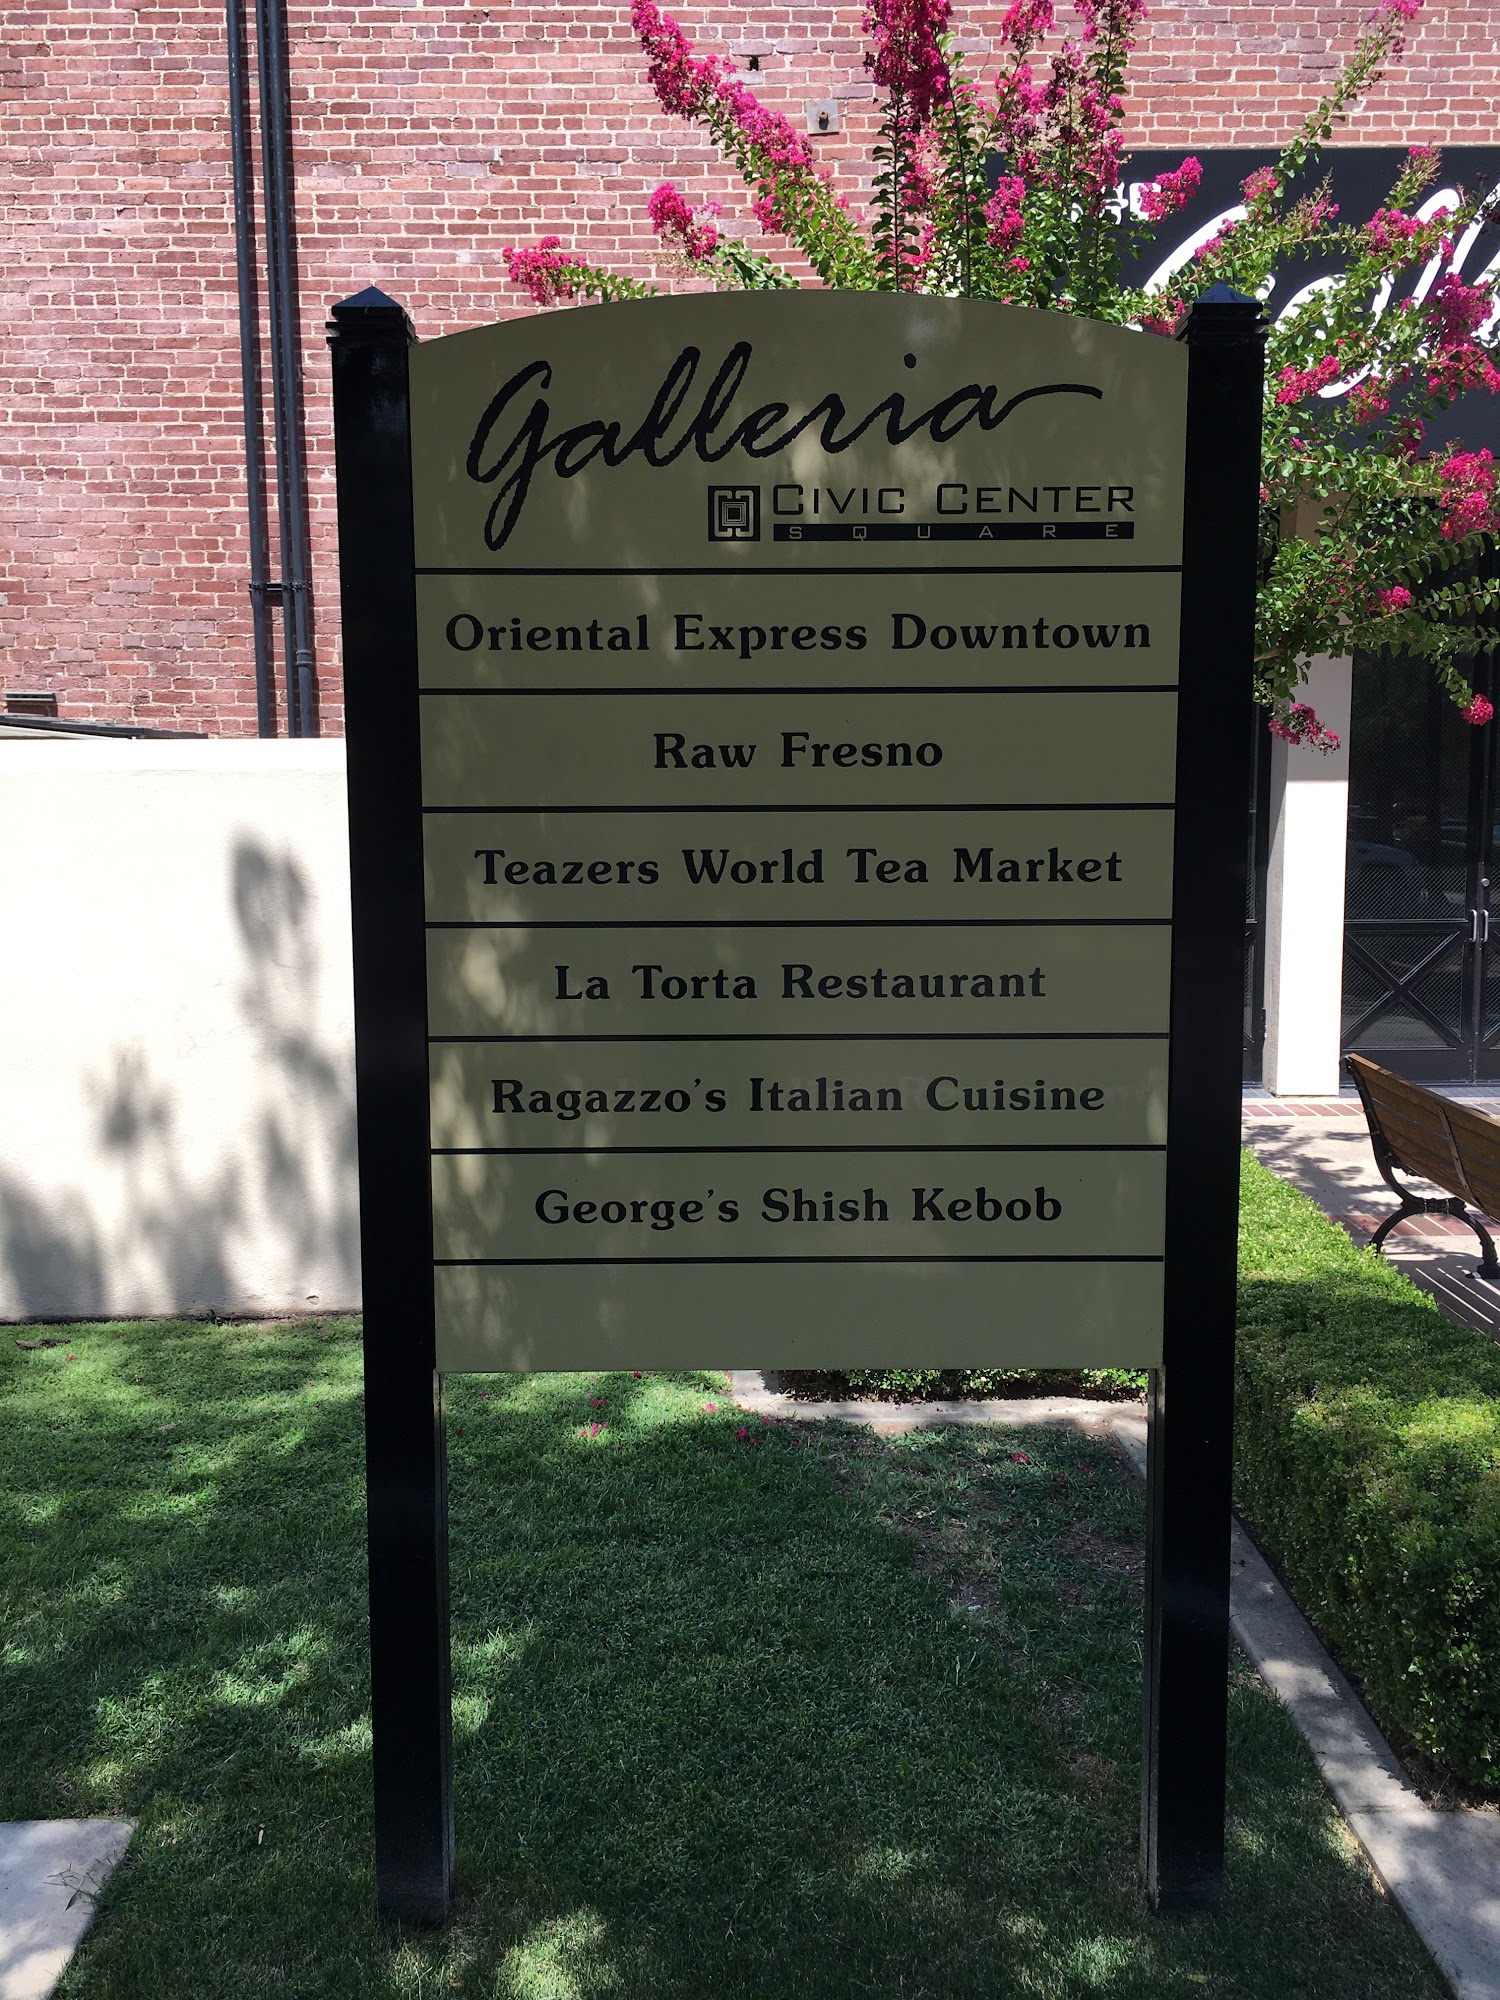 Galleria
CIVIC CENTER
SQUARE
Oriental Express Downtown
Raw Fresno
Teazers World Tea Market
La Torta Restaurant
Ragazzo's Italian Cuisine
George's Shish Kebob